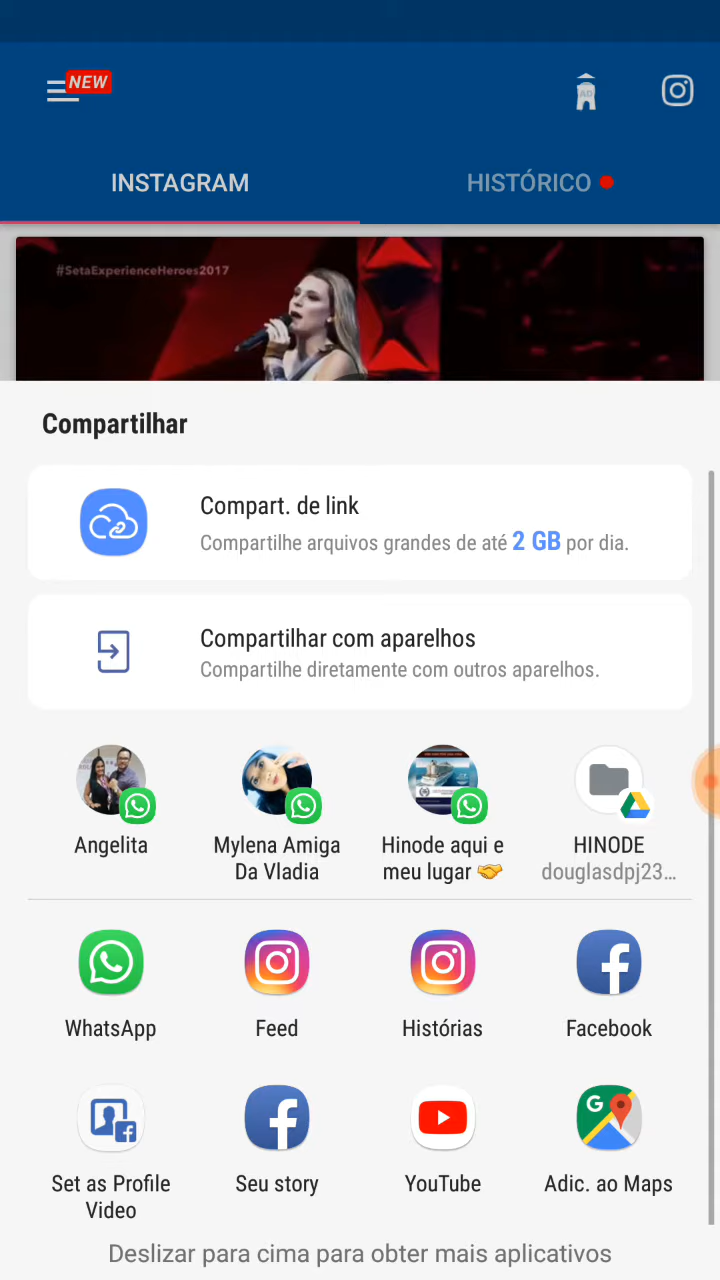 NEW
AD
INSTAGRAM
HISTÓRICO
#SetaExperienceHeroes2017
Compartilhar
Compart. de link
Compartilhe arquivos grandes de até 2 GB por dia.
Compartilhar com aparelhos
Compartilhe diretamente com outros aparelhos.
Angelita
Mylena Amiga
Da Vladia
Hinode aqui e
meu lugar 🤝
HINODE
douglasdpj23...
WhatsApp
Feed
Histórias
Facebook
Set as Profile
Video
Seu story
YouTube
Adic. ao Maps
Deslizar para cima para obter mais aplicativos